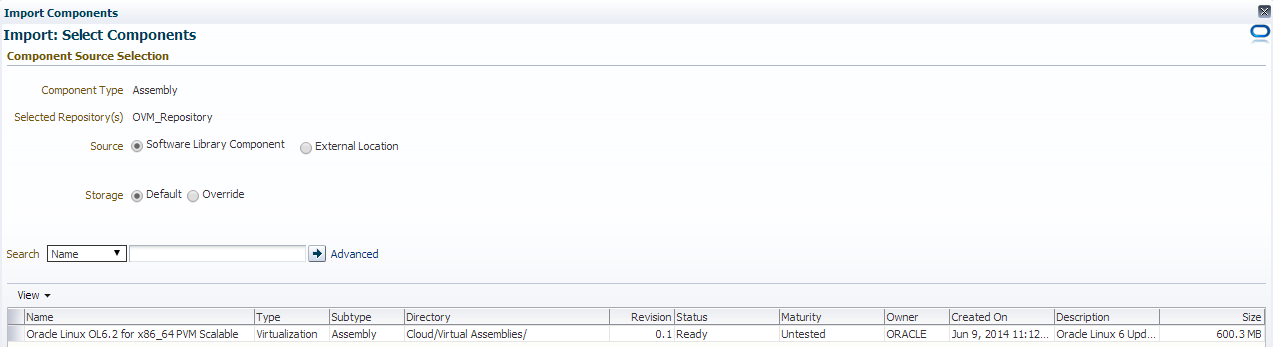 Import Components
Import: Select Components
Component Source Selection
Component Type Assembly
Selected Repository(s) OVM_Repository
Source Software Library Component External Location
Storage Default Override
Search Name Advanced
View
Name Type Subtype Directory Revision Status Maturity Owner Created On Description Size
Oracle Linux OL6.2 for x86_64 PVM Scalable Virtualization Assembly Cloud/Virtual Assemblies/ 0.1 Ready Untested ORACLE Jun 9, 2014 11:12... Oracle Linux 6 Upd... 600.3 MB